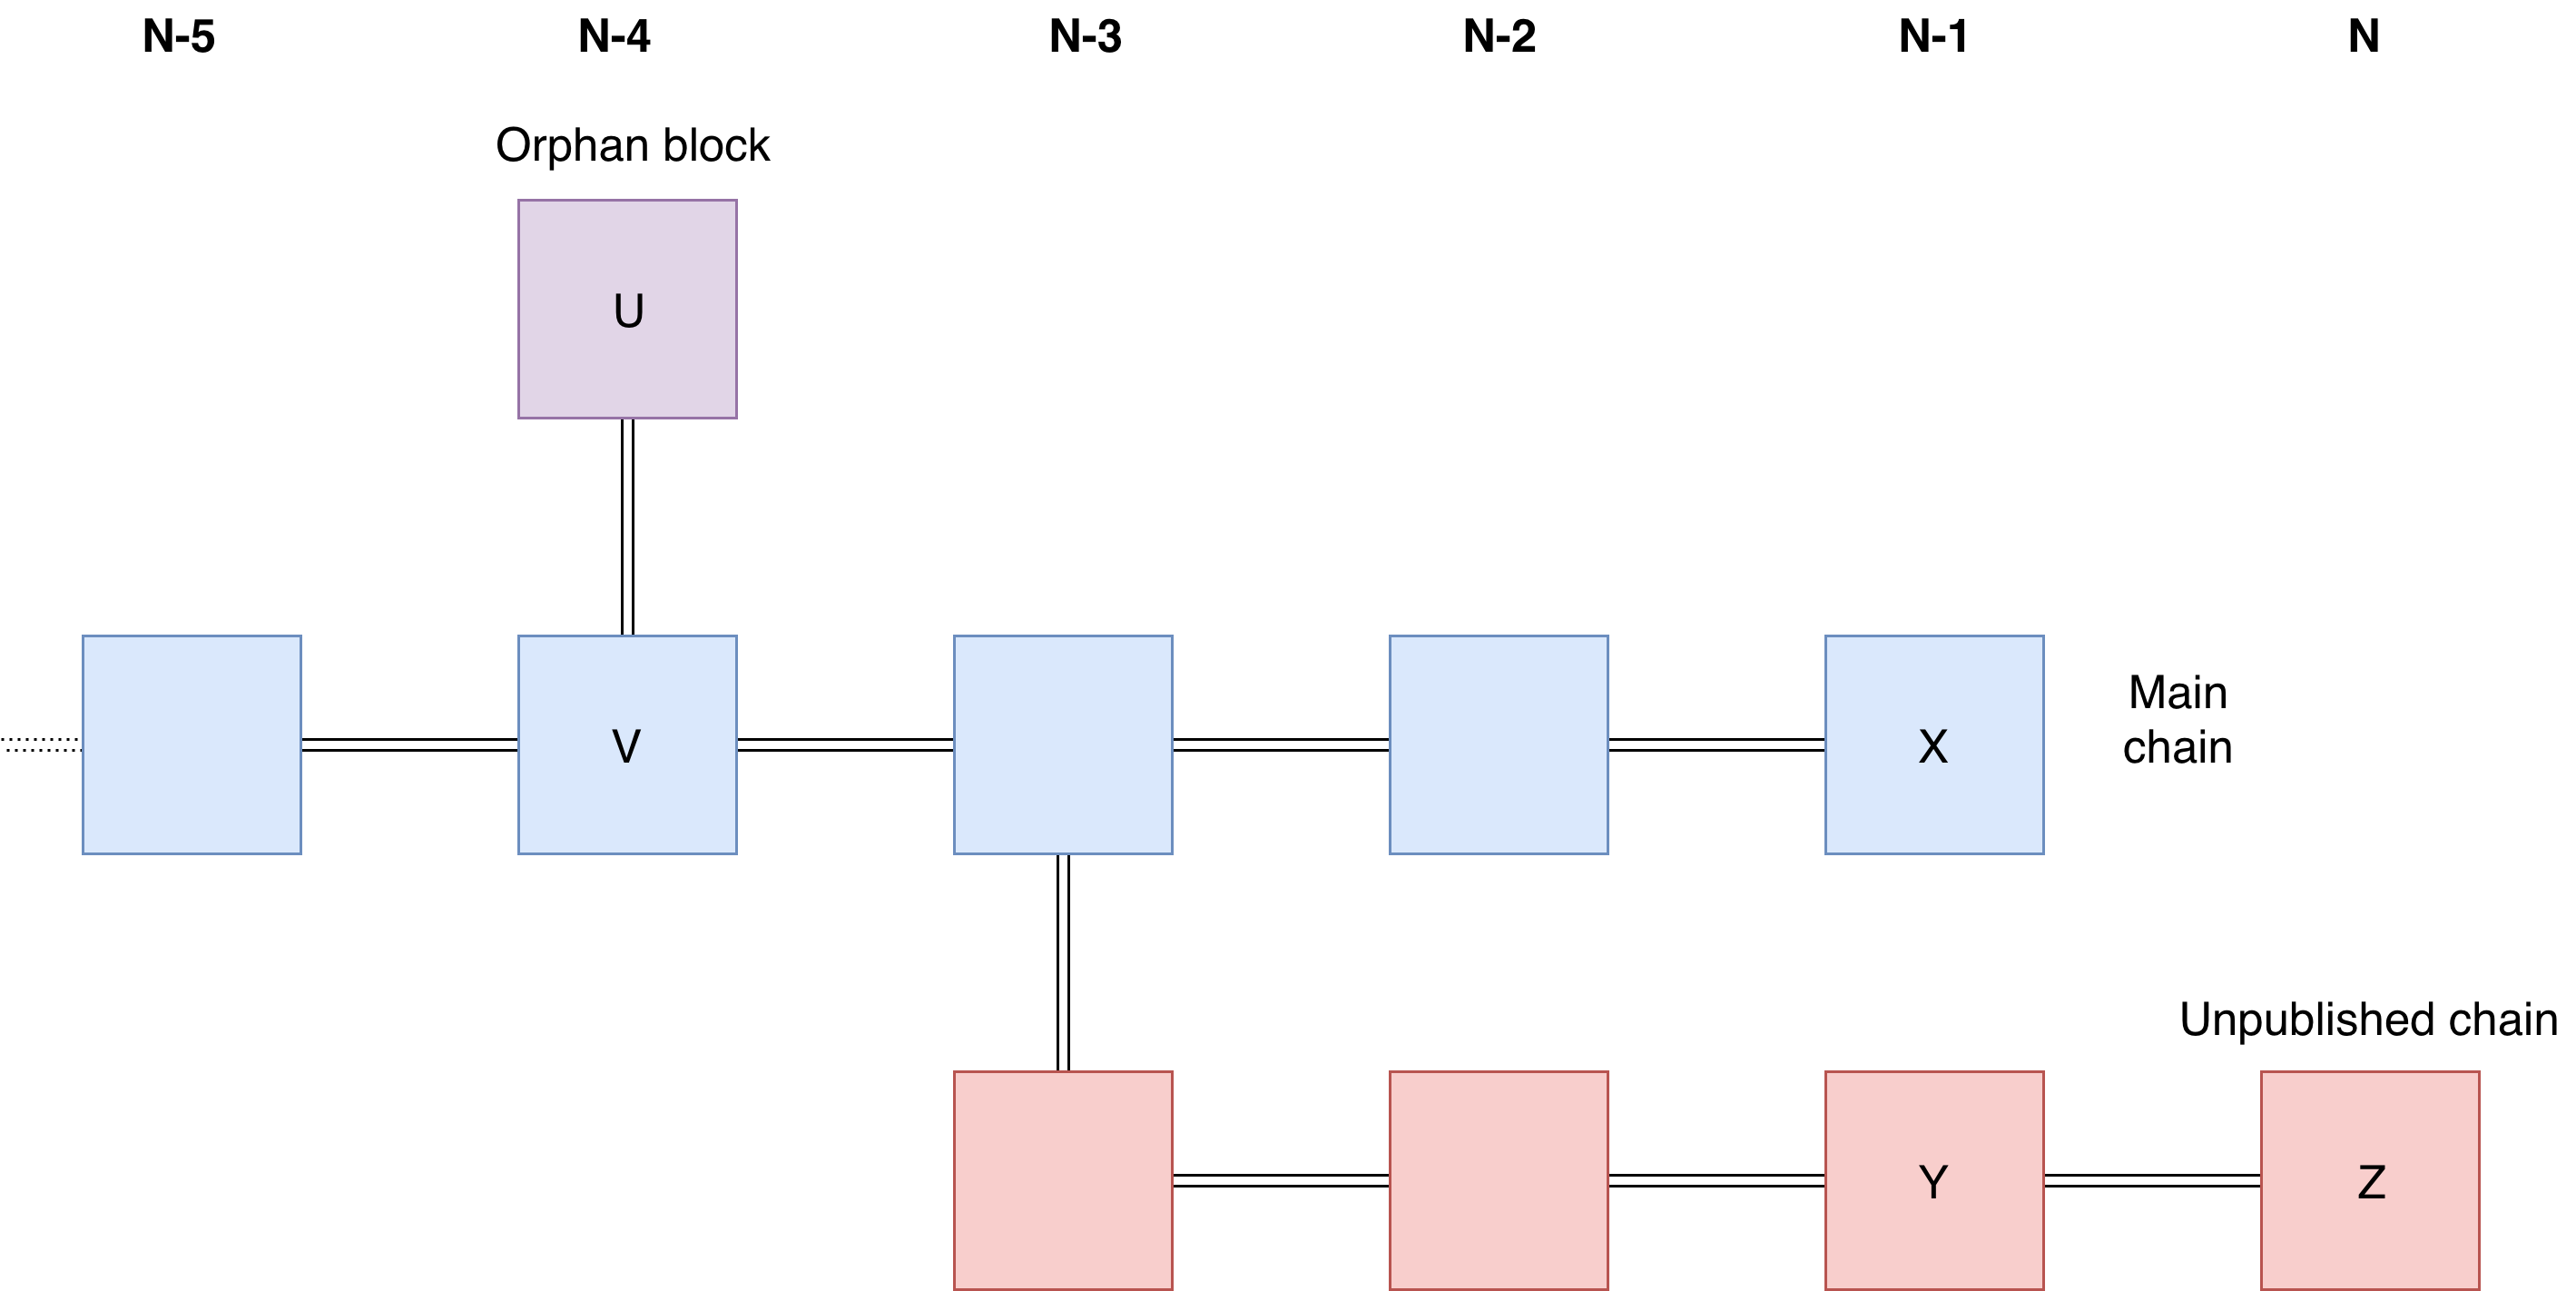 N-5
N-4
N-3
N-2
N-1
N
Orphan block
U
V
X
Main
chain
Unpublished chain
Y
Z